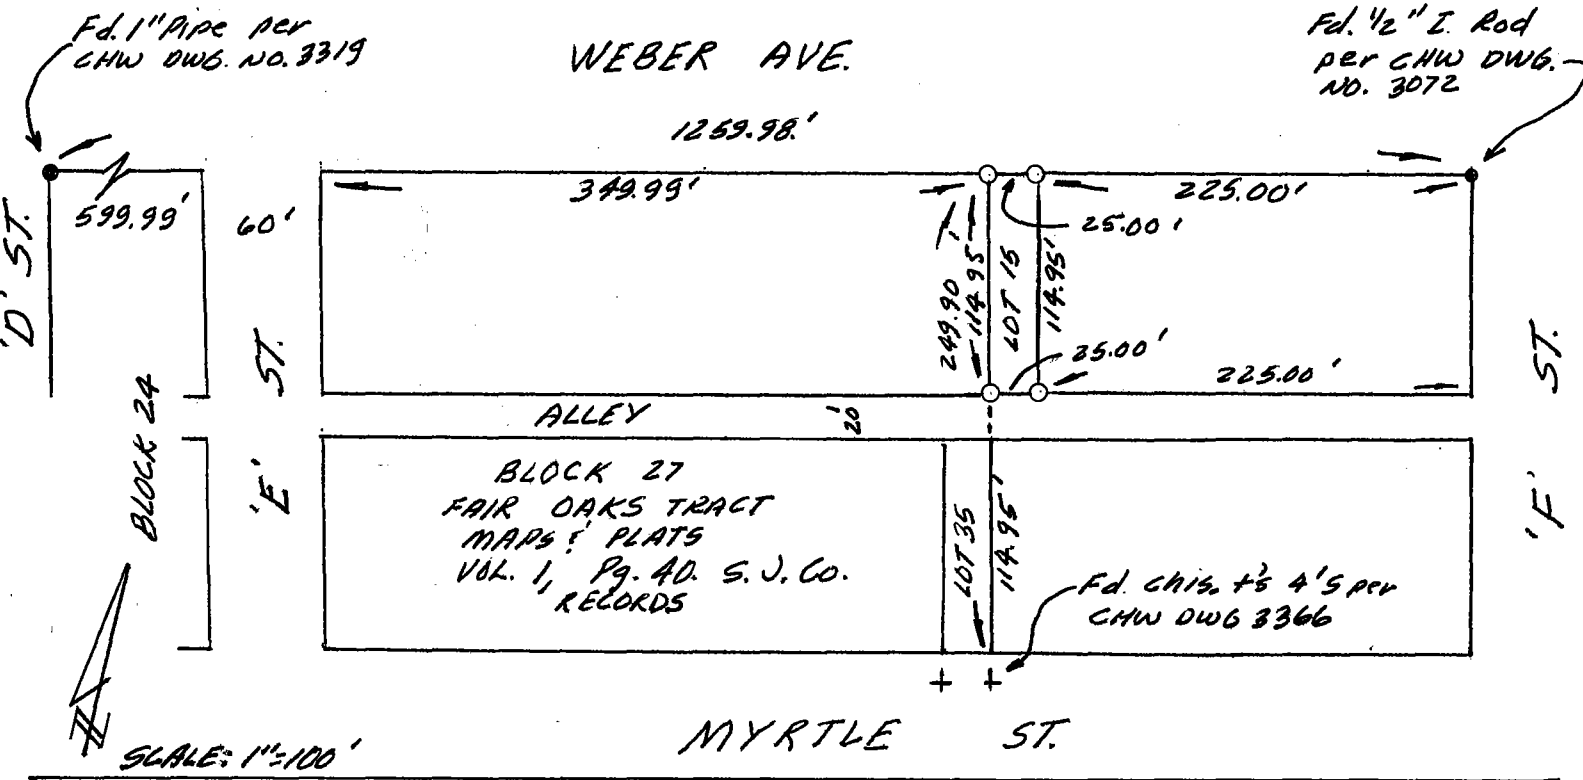 Fd. 1" Pipe per
CHW DWG. NO. 3319
WEBER AVE.
Fd. 1/2" I. Rod
per CHW DWG.
NO. 3072
1259.98.'
599.99'
60'
349.99'
225.00'
25.00'
249.90'
114.95'
LOT 15
114.95'
25.00'
225.00'
'D' ST.
'E' ST.
'F' ST.
BLOCK 24
ALLEY
20'
BLOCK 27
FAIR OAKS TRACT
MAPS & PLATS
VOL. 1, Pg. 40. S. J. Co.
RECORDS
LOT 35
114.95'
Fd. chis. +'s 4'S per
CHW DWG 3366
N
SCALE: 1"=100'
MYRTLE ST.